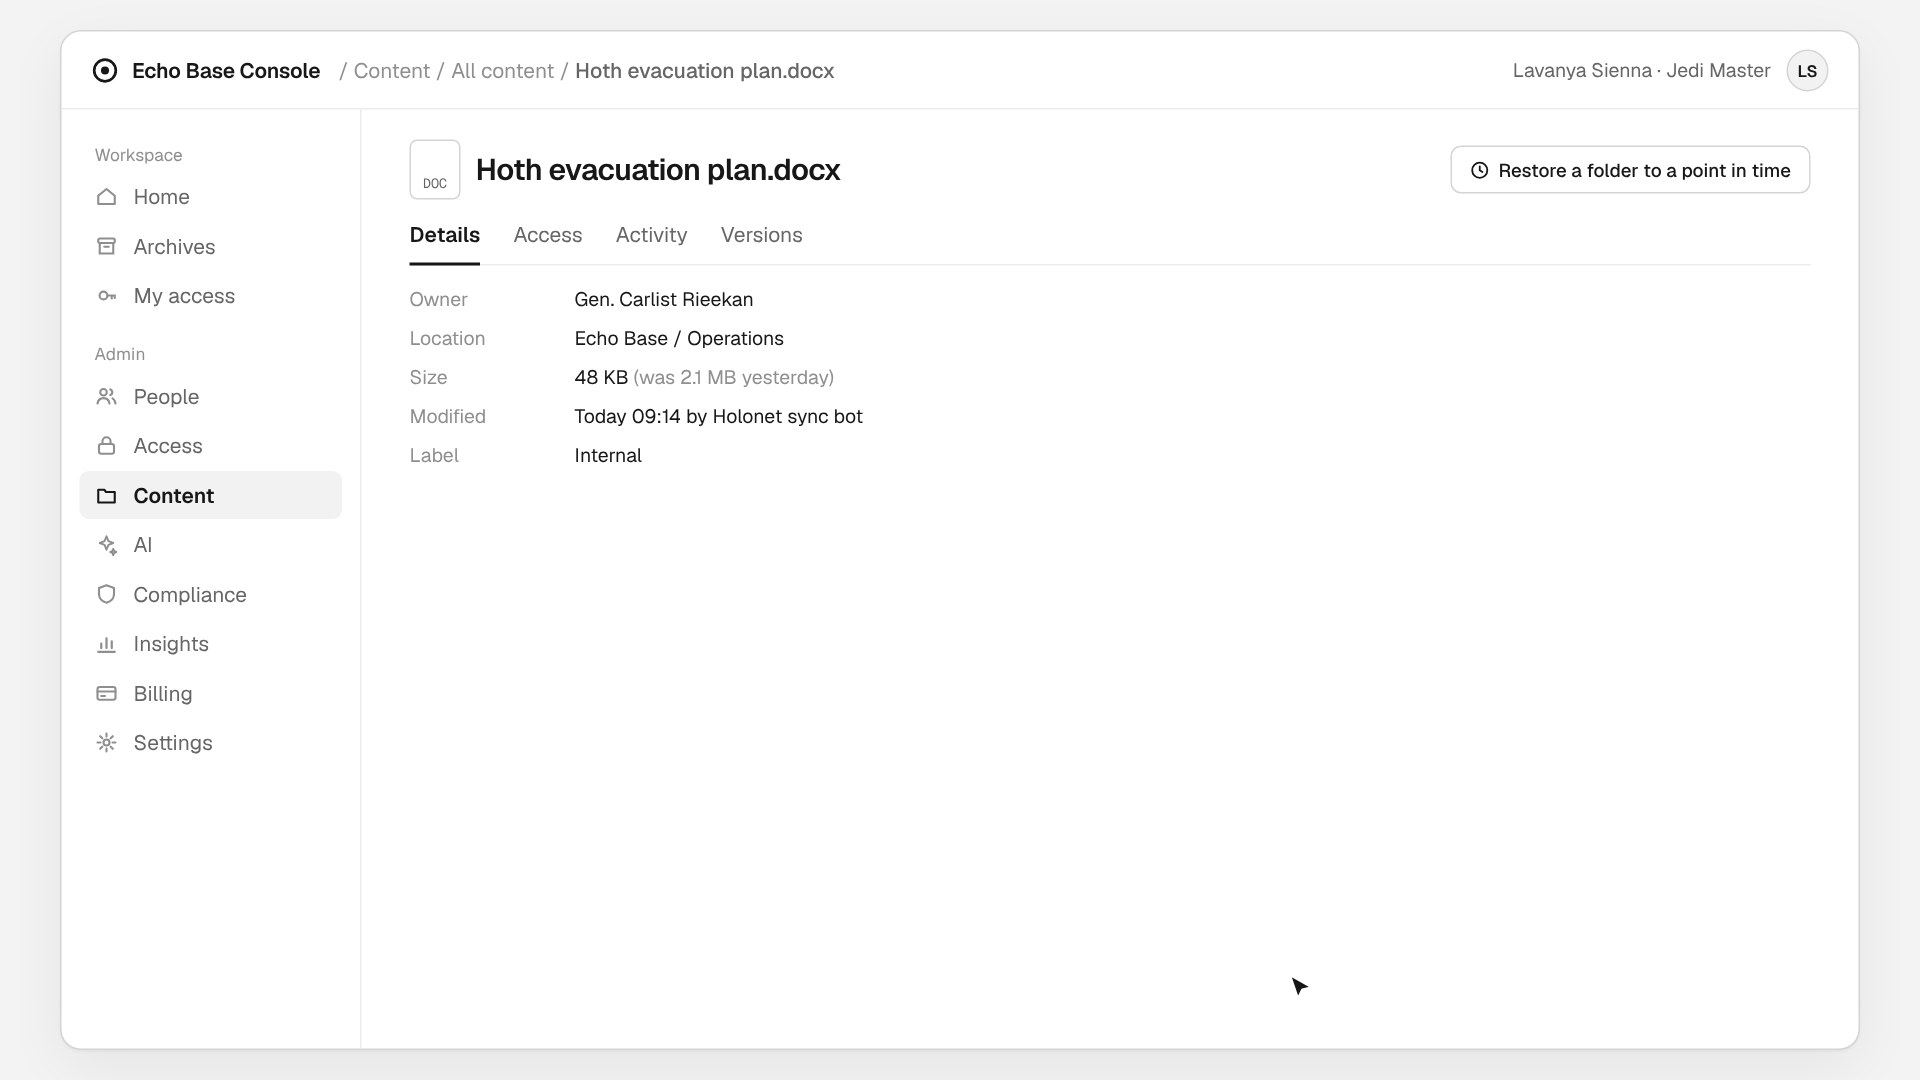 Echo Base Console / Content / All content / Hoth evacuation plan.docx
Lavanya Sienna · Jedi Master LS
Workspace
Home
Archives
My access
Admin
People
Access
Content
AI
Compliance
Insights
Billing
Settings
DOC
Hoth evacuation plan.docx
Restore a folder to a point in time
Details Access Activity Versions
Owner Gen. Carlist Rieekan
Location Echo Base / Operations
Size 48 KB (was 2.1 MB yesterday)
Modified Today 09:14 by Holonet sync bot
Label Internal